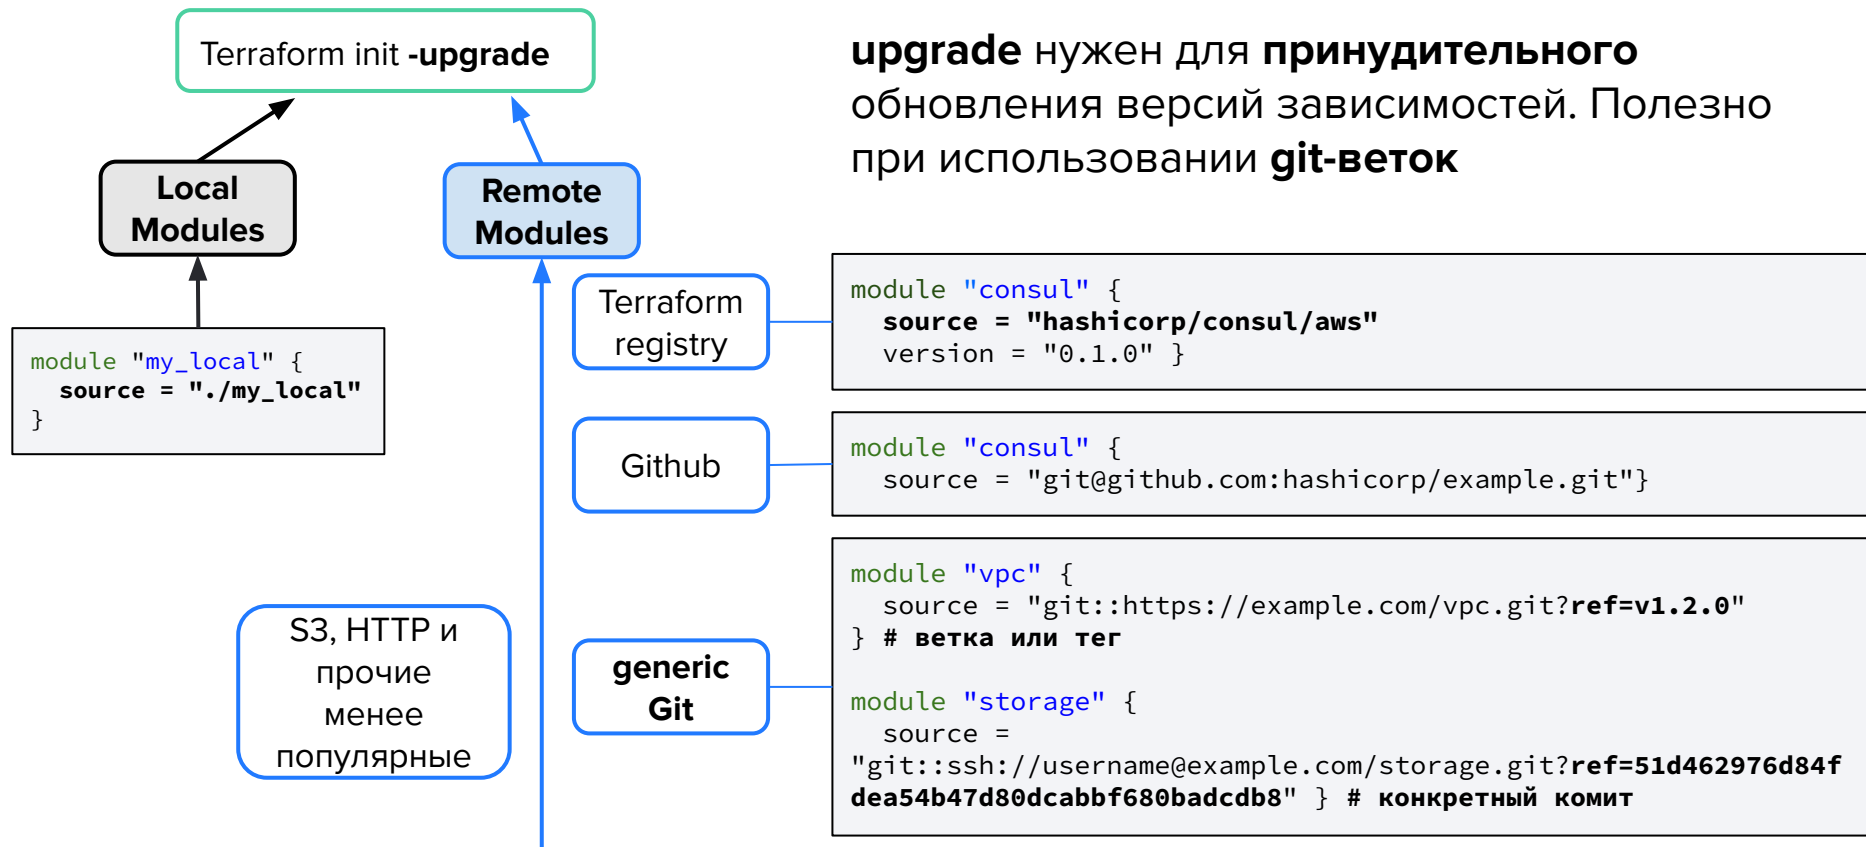 Terraform init -upgrade
upgrade нужен для принудительного
обновления версий зависимостей. Полезно
при использовании git-веток
Local
Modules
Remote
Modules
module "my_local" {
  source = "./my_local"
}
Terraform
registry
module "consul" {
  source = "hashicorp/consul/aws"
  version = "0.1.0" }
Github
module "consul" {
  source = "git@github.com:hashicorp/example.git"}
S3, HTTP и
прочие
менее
популярные
generic
Git
module "vpc" {
  source = "git::https://example.com/vpc.git?ref=v1.2.0"
} # ветка или тег
module "storage" {
  source =
"git::ssh://username@example.com/storage.git?ref=51d462976d84f
dea54b47d80dcabbf680badcdb8" } # конкретный комит